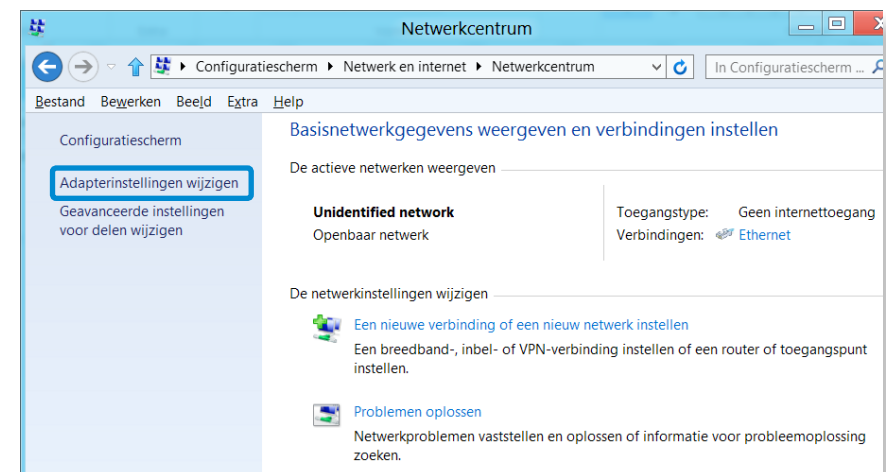 Netwerkcentrum
Configuratiescherm Netwerk en internet Netwerkcentrum In Configuratiescherm ...
Bestand Bewerken Beeld Extra Help
Configuratiescherm
Adapterinstellingen wijzigen
Geavanceerde instellingen
voor delen wijzigen
Basisnetwerkgegevens weergeven en verbindingen instellen
De actieve netwerken weergeven
Unidentified network
Openbaar netwerk
Toegangstype: Geen internettoegang
Verbindingen: Ethernet
De netwerkinstellingen wijzigen
Een nieuwe verbinding of een nieuw netwerk instellen
Een breedband-, inbel- of VPN-verbinding instellen of een router of toegangspunt
instellen.
Problemen oplossen
Netwerkproblemen vaststellen en oplossen of informatie voor probleemoplossing
zoeken.